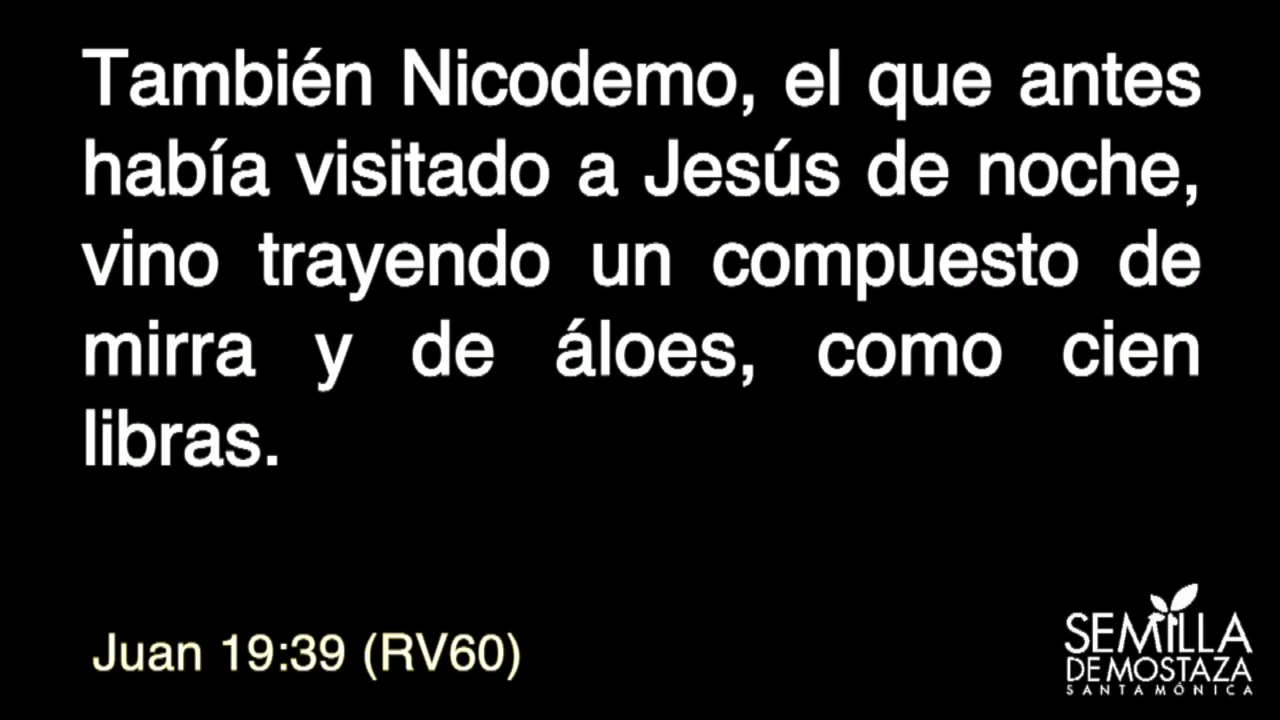 También Nicodemo, el que antes
había visitado a Jesús de noche,
vino trayendo un compuesto de
mirra y de áloes, como cien
libras.
Juan 19:39 (RV60)
SEMILLA
DE MOSTAZA
SANTA MÓNICA